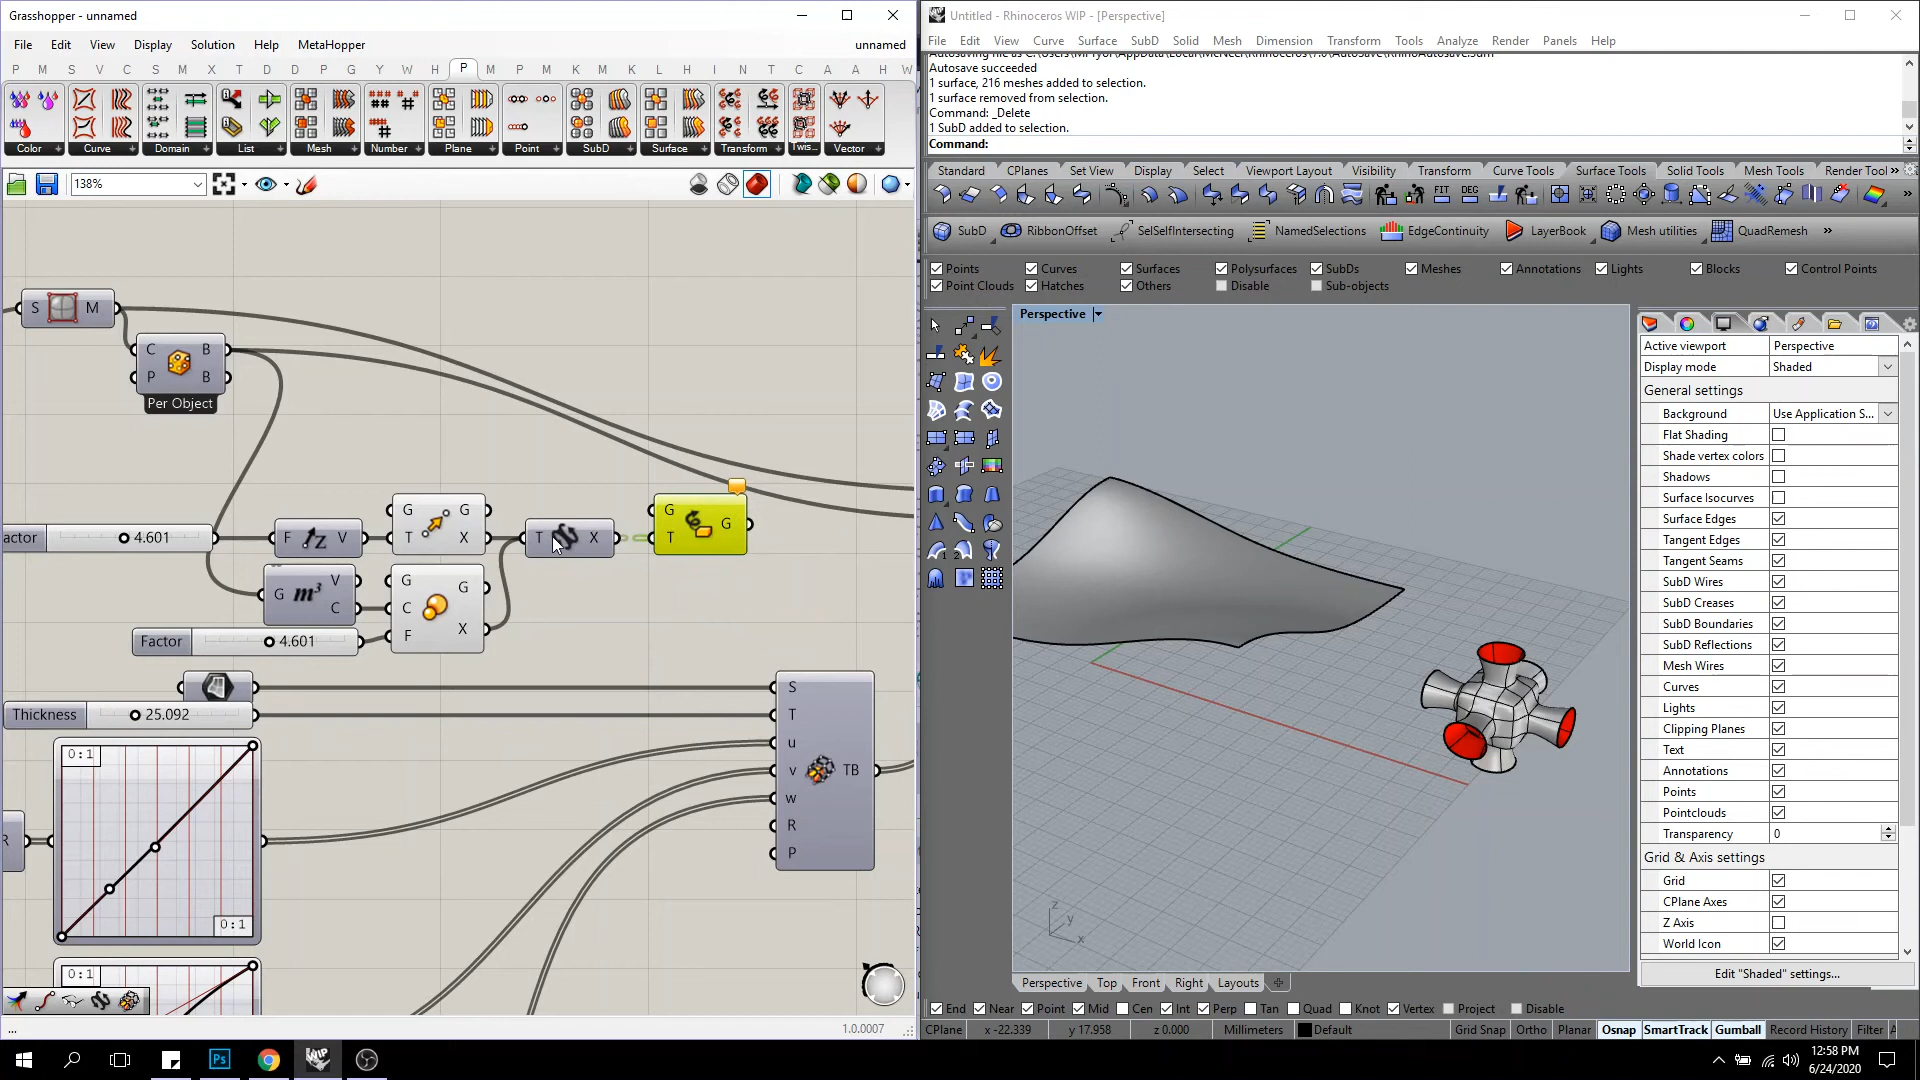 Grasshopper - unnamed
File Edit View Display Solution Help MetaHopper unnamed
P M S V C S M X T D D P G Y W H P M P M K M K L H N T C A H W
Color Curve Domain List Mesh Number Plane Point SubD Surface Transform Twis... Vector
138%
S M
C B
P B
Per Object
actor 4.601
F V
G G
T X
T X
G G
T
G V
C
G G
C
F X
Factor 4.601
Thickness 25.092
S
T
u
v TB
w
R
P
0 : 1
R
0 : 1
0 : 1
...
1.0.0007
Untitled - Rhinoceros WIP - [Perspective]
File Edit View Curve Surface SubD Solid Mesh Dimension Transform Tools Analyze Render Panels Help
Autosave succeeded
1 surface, 216 meshes added to selection.
1 surface removed from selection.
Command: _Delete
1 SubD added to selection.
Command:
Standard CPlanes Set View Display Select Viewport Layout Visibility Transform Curve Tools Surface Tools Solid Tools Mesh Tools Render Tool
SubD RibbonOffset SelSelfIntersecting NamedSelections EdgeContinuity LayerBook Mesh utilities QuadRemesh
Points Curves Surfaces Polysurfaces SubDs Meshes Annotations Lights Blocks Control Points
Point Clouds Hatches Others Disable Sub-objects
Perspective
z
y
x
Active viewport Perspective
Display mode Shaded
General settings
Background Use Application S...
Flat Shading
Shade vertex colors
Shadows
Surface Isocurves
Surface Edges
Tangent Edges
Tangent Seams
SubD Wires
SubD Creases
SubD Boundaries
SubD Reflections
Mesh Wires
Curves
Lights
Clipping Planes
Text
Annotations
Points
Pointclouds
Transparency 0
Grid & Axis settings
Grid
CPlane Axes
Z Axis
World Icon
Edit "Shaded" settings...
Perspective Top Front Right Layouts
End Near Point Mid Cen Int Perp Tan Quad Knot Vertex Project Disable
CPlane x -22.339 y 17.958 z 0.000 Millimeters Default Grid Snap Ortho Planar Osnap SmartTrack Gumball Record History Filter A
12:58 PM
6/24/2020